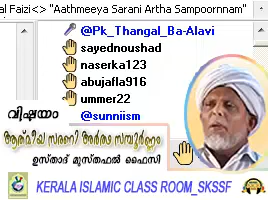 al Faizi<> "Aathmeeya Sarani Artha Sampoornnam"
@Pk_Thangal_Ba-Alavi
sayednoushad
naserka123
abujafla916
ummer22
@sunniism
വിഷയം
ആത്മീയ സരണി അർത്ഥ സമ്പൂർണ്ണം
ഉസ്താദ് മുസ്തഫൽ ഫൈസി
KERALA ISLAMIC CLASS ROOM_SKSSF